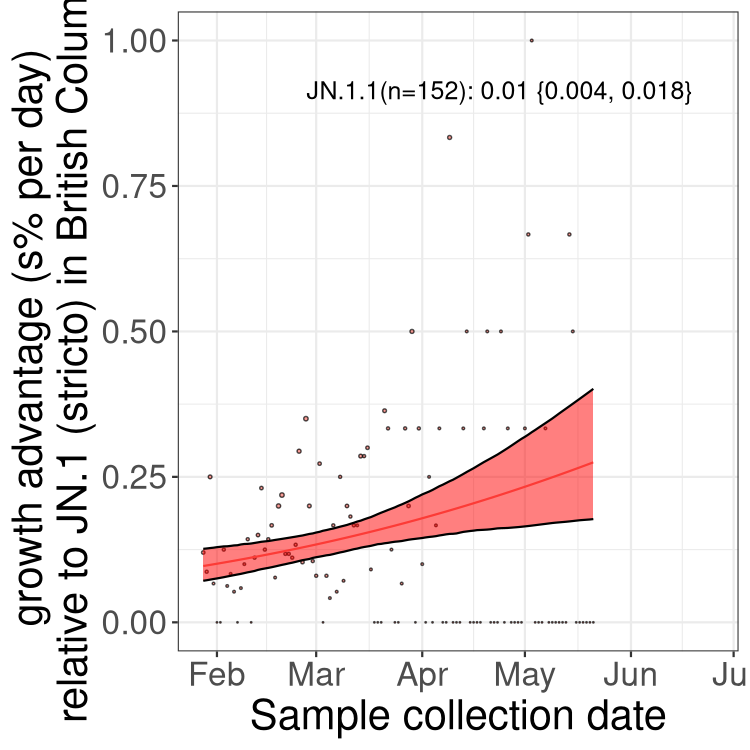 growth advantage (s% per day)
relative to JN.1 (stricto) in British Colum
1.00
0.75
0.50
0.25
0.00
JN.1.1(n=152): 0.01 {0.004, 0.018}
Feb Mar Apr May Jun Ju
Sample collection date